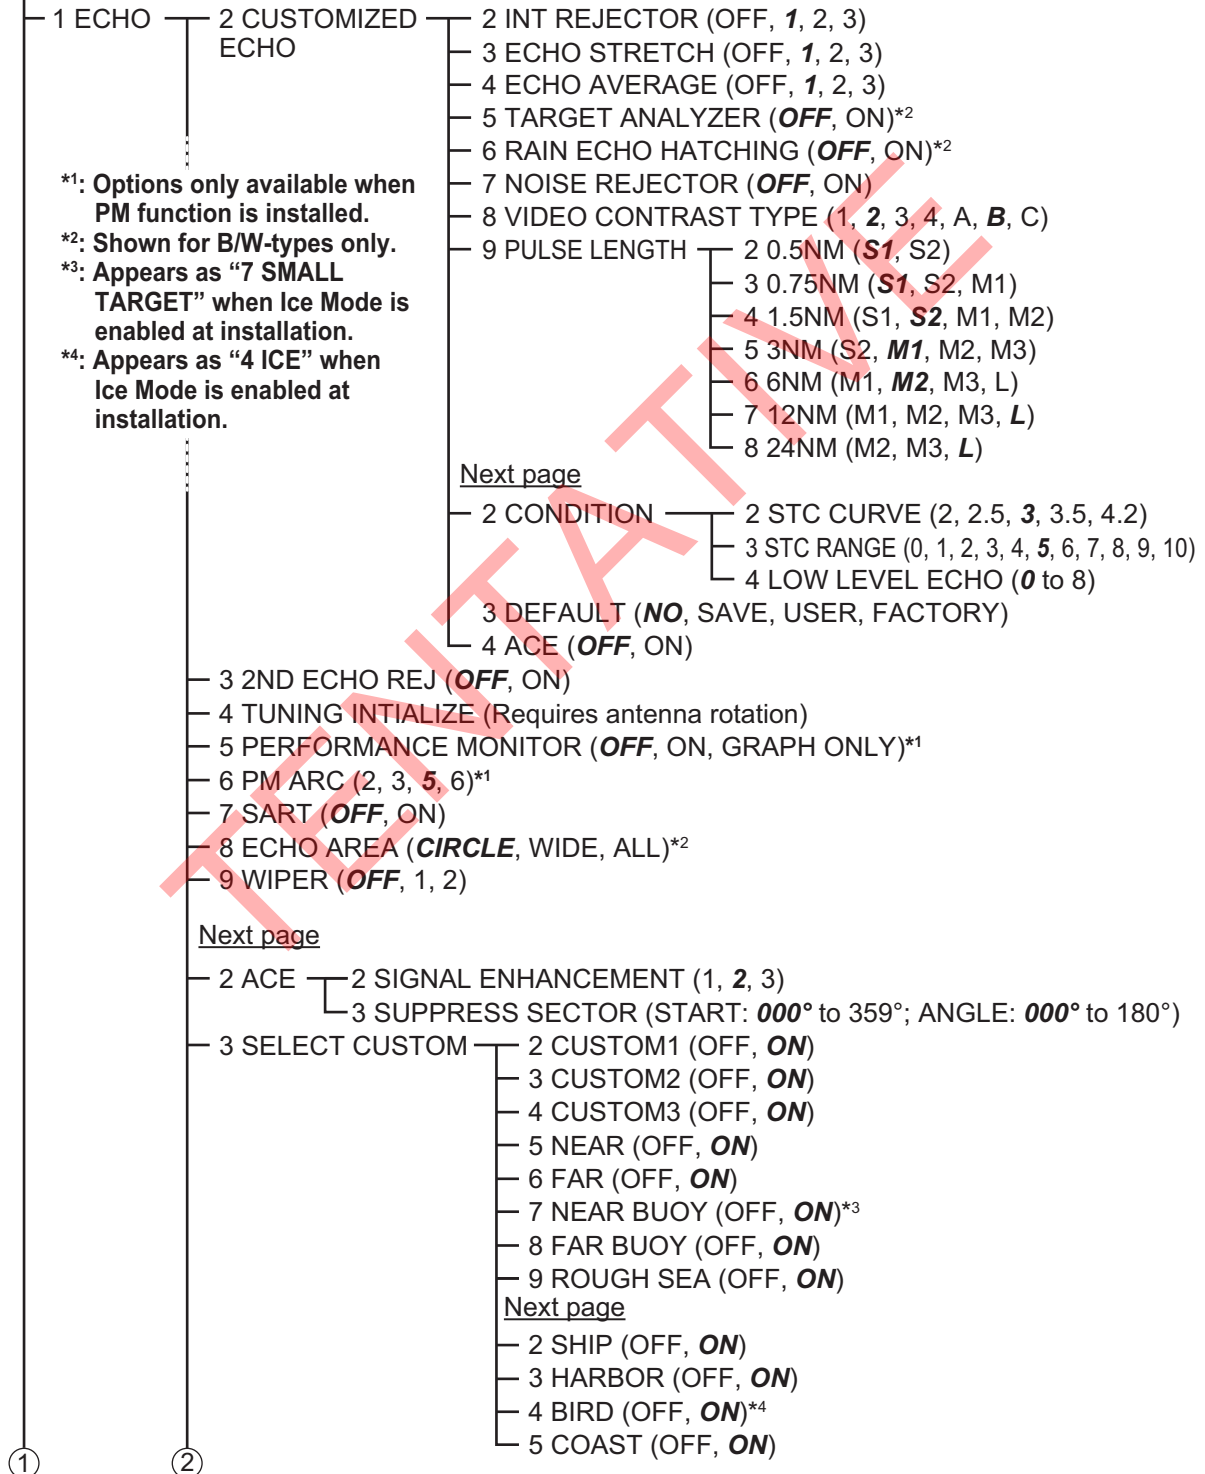 1 ECHO
2 CUSTOMIZED ECHO
2 INT REJECTOR (OFF, 1, 2, 3)
3 ECHO STRETCH (OFF, 1, 2, 3)
4 ECHO AVERAGE (OFF, 1, 2, 3)
5 TARGET ANALYZER (OFF, ON)*2
6 RAIN ECHO HATCHING (OFF, ON)*2
7 NOISE REJECTOR (OFF, ON)
8 VIDEO CONTRAST TYPE (1, 2, 3, 4, A, B, C)
9 PULSE LENGTH
2 0.5NM (S1, S2)
3 0.75NM (S1, S2, M1)
4 1.5NM (S1, S2, M1, M2)
5 3NM (S2, M1, M2, M3)
6 6NM (M1, M2, M3, L)
7 12NM (M1, M2, M3, L)
8 24NM (M2, M3, L)
Next page
2 CONDITION
2 STC CURVE (2, 2.5, 3, 3.5, 4.2)
3 STC RANGE (0, 1, 2, 3, 4, 5, 6, 7, 8, 9, 10)
4 LOW LEVEL ECHO (0 to 8)
3 DEFAULT (NO, SAVE, USER, FACTORY)
4 ACE (OFF, ON)
*1: Options only available when
PM function is installed.
*2: Shown for B/W-types only.
*3: Appears as “7 SMALL
TARGET” when Ice Mode is
enabled at installation.
*4: Appears as “4 ICE” when
Ice Mode is enabled at
installation.
3 2ND ECHO REJ (OFF, ON)
4 TUNING INTIALIZE (Requires antenna rotation)
5 PERFORMANCE MONITOR (OFF, ON, GRAPH ONLY)*1
6 PM ARC (2, 3, 5, 6)*1
7 SART (OFF, ON)
8 ECHO AREA (CIRCLE, WIDE, ALL)*2
9 WIPER (OFF, 1, 2)
Next page
2 ACE
2 SIGNAL ENHANCEMENT (1, 2, 3)
3 SUPPRESS SECTOR (START: 000° to 359°; ANGLE: 000° to 180°)
3 SELECT CUSTOM
2 CUSTOM1 (OFF, ON)
3 CUSTOM2 (OFF, ON)
4 CUSTOM3 (OFF, ON)
5 NEAR (OFF, ON)
6 FAR (OFF, ON)
7 NEAR BUOY (OFF, ON)*3
8 FAR BUOY (OFF, ON)
9 ROUGH SEA (OFF, ON)
Next page
2 SHIP (OFF, ON)
3 HARBOR (OFF, ON)
4 BIRD (OFF, ON)*4
5 COAST (OFF, ON)
1
2
TENTATIVE